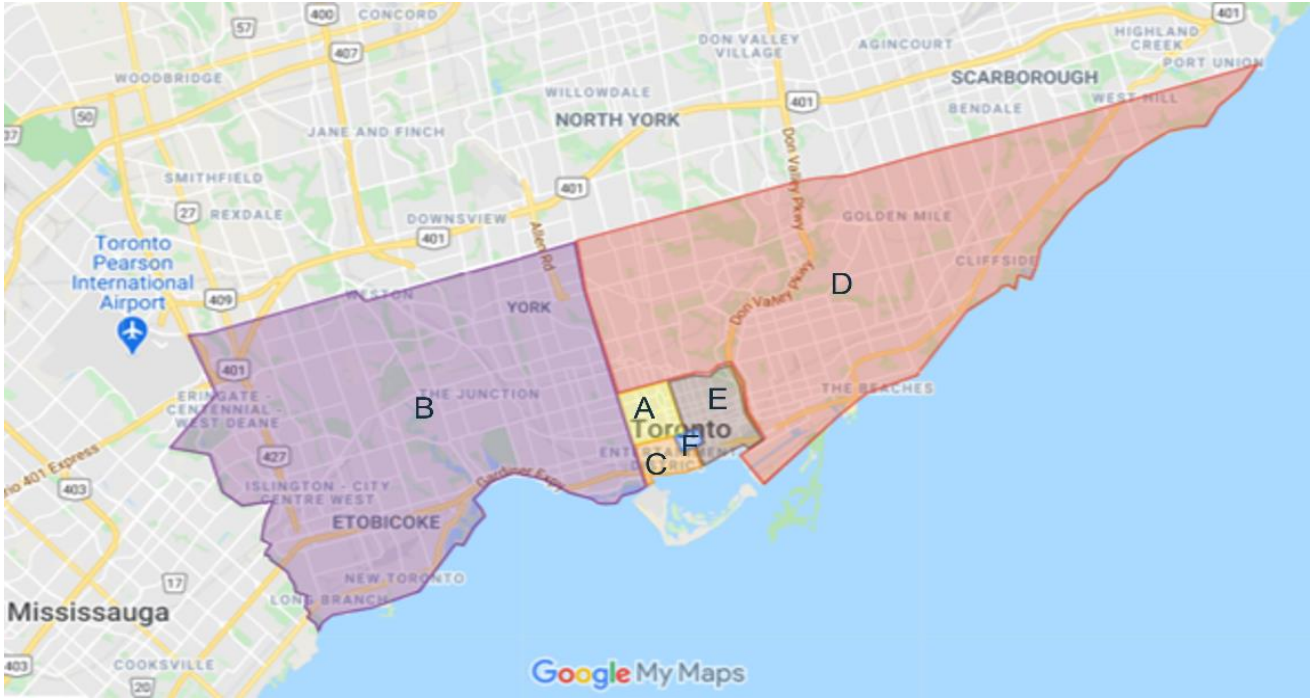 400
CONCORD
401
57
407
DON VALLEY
VILLAGE
AGINCOURT
HIGHLAND
CREEK
PORT UNION
WOODBRIDGE
SCARBOROUGH
WILLOWDALE
401
BENDALE
WEST HILL
50
NORTH YORK
37
JANE AND FINCH
Don Valley Pkwy
SMITHFIELD
401
27
REXDALE
DOWNSVIEW
401
Allen Rd
GOLDEN MILE
Toronto
Pearson
International
Airport
CLIFFSIDE
409
WESTON
YORK
D
Don Valley Pkwy
401
ERINGATE -
CENTENNIAL -
WEST DEANE
THE JUNCTION
THE BEACHES
B
A
E
Toronto
F
ENTERTAINMENT
DISTRICT
C
427
rio 401 Express
403
Gardiner Expy
ISLINGTON - CITY
CENTRE WEST
ETOBICOKE
17
NEW TORONTO
LONG BRANCH
Mississauga
403
COOKSVILLE
20
Google My Maps